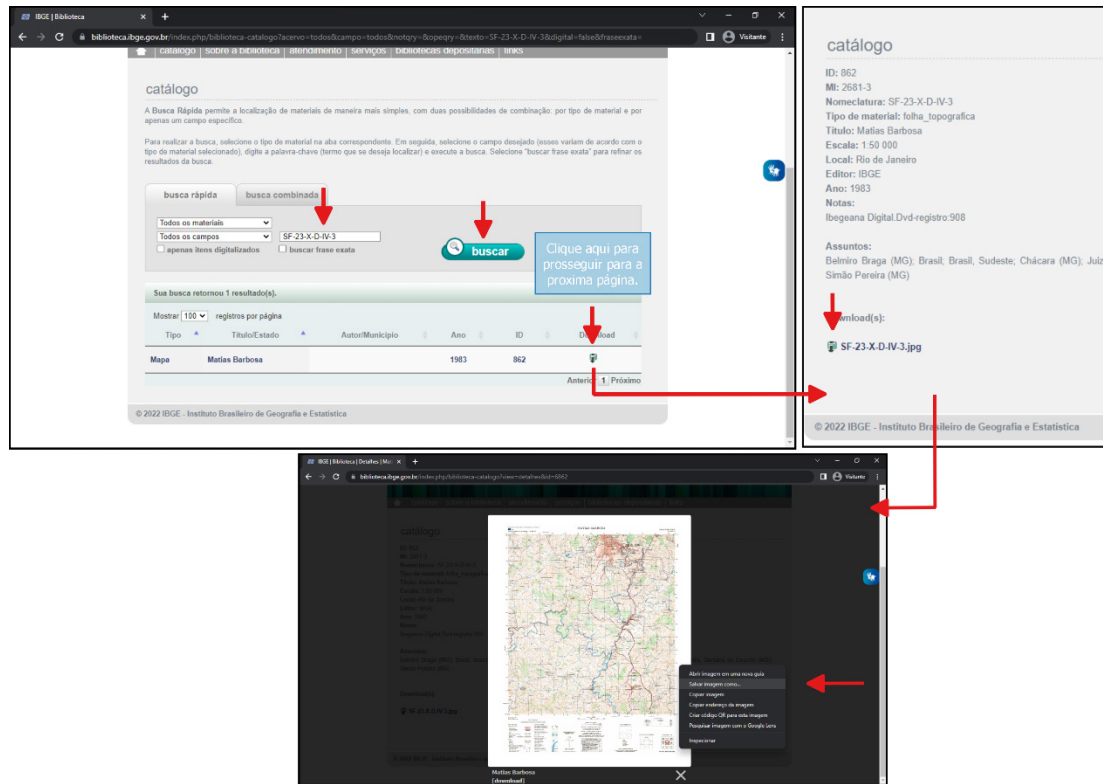 IBGE | Biblioteca
biblioteca.ibge.gov.br/index.php/biblioteca-catalogo?acervo=todos&campo=todos&notqry=&opeqry=&texto=SF-23-X-D-IV-3&digital=false&fraseexata=
Visitante
catálogo | sobre a biblioteca | atendimento | serviços | bibliotecas depositárias | links
catálogo
A Busca Rápida permite a localização de materiais de maneira mais simples, com duas possibilidades de combinação: por tipo de material e por
apenas um campo específico.
Para realizar a busca, selecione o tipo de material na aba correspondente. Em seguida, selecione o campo desejado (esses variam de acordo com o
tipo de material selecionado), digite a palavra-chave (termo que se deseja localizar) e execute a busca. Selecione "buscar frase exata" para refinar os
resultados da busca.
busca rápida
busca combinada
Todos os materiais
Todos os campos
SF-23-X-D-IV-3
apenas itens digitalizados
buscar frase exata
buscar
Clique aqui para
prosseguir para a
proxima página.
Sua busca retornou 1 resultado(s).
Mostrar 100 registros por página
Tipo Título/Estado Autor/Município Ano ID Download
Mapa Matias Barbosa 1983 862
Anterior 1 Próximo
© 2022 IBGE - Instituto Brasileiro de Geografia e Estatística
catálogo
ID: 862
MI: 2681-3
Nomeclatura: SF-23-X-D-IV-3
Tipo de material: folha_topografica
Título: Matias Barbosa
Escala: 1:50 000
Local: Rio de Janeiro
Editor: IBGE
Ano: 1983
Notas:
Ibegeana Digital.Dvd-registro:908
Assuntos:
Belmiro Braga (MG); Brasil; Brasil, Sudeste; Chácara (MG); Juiz
Simão Pereira (MG)
Download(s):
SF-23-X-D-IV-3.jpg
© 2022 IBGE - Instituto Brasileiro de Geografia e Estatística
IBGE | Biblioteca | Detalhes | Mat
Visitante
catálogo
MATIAS BARBOSA
Abrir imagem em uma nova guia
Salvar imagem como...
Copiar imagem
Copiar endereço da imagem
Criar código QR para esta imagem
Pesquisar imagem com o Google Lens
Inspecionar
SF-23-X-D-IV-3.jpg
Matias Barbosa
[download]